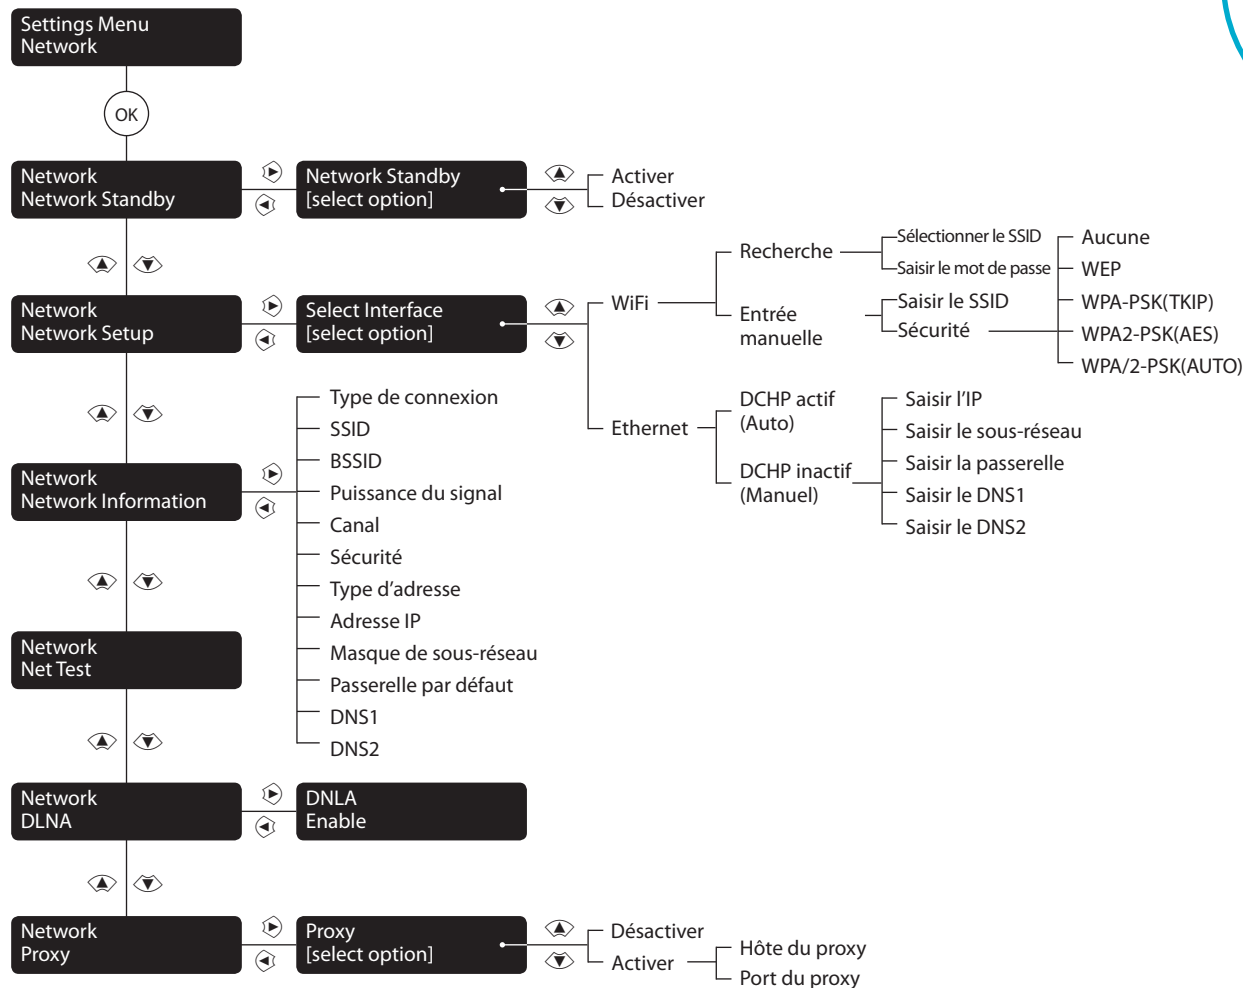 Settings Menu
Network
OK
Network
Network Standby
Network Standby
[select option]
Activer
Désactiver
Network
Network Setup
Select Interface
[select option]
WiFi
Recherche
Sélectionner le SSID
Saisir le mot de passe
Entrée
manuelle
Saisir le SSID
Sécurité
Aucune
WEP
WPA-PSK(TKIP)
WPA2-PSK(AES)
WPA/2-PSK(AUTO)
Ethernet
DCHP actif
(Auto)
DCHP inactif
(Manuel)
Saisir l'IP
Saisir le sous-réseau
Saisir la passerelle
Saisir le DNS1
Saisir le DNS2
Network
Network Information
Type de connexion
SSID
BSSID
Puissance du signal
Canal
Sécurité
Type d'adresse
Adresse IP
Masque de sous-réseau
Passerelle par défaut
DNS1
DNS2
Network
Net Test
Network
DLNA
DNLA
Enable
Network
Proxy
Proxy
[select option]
Désactiver
Activer
Hôte du proxy
Port du proxy